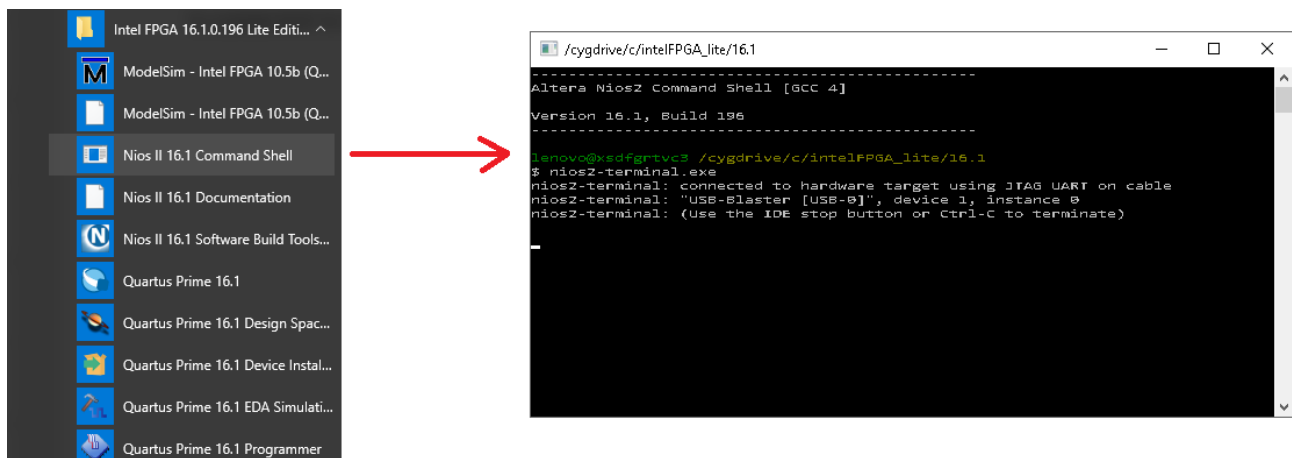 Intel FPGA 16.1.0.196 Lite Editi...
ModelSim - Intel FPGA 10.5b (Q...
ModelSim - Intel FPGA 10.5b (Q...
Nios II 16.1 Command Shell
Nios II 16.1 Documentation
Nios II 16.1 Software Build Tools...
Quartus Prime 16.1
Quartus Prime 16.1 Design Spac...
Quartus Prime 16.1 Device Instal...
Quartus Prime 16.1 EDA Simulati...
Quartus Prime 16.1 Programmer
/cygdrive/c/intelFPGA_lite/16.1
------------------------------------------------
Altera Nios2 Command Shell [GCC 4]
Version 16.1, Build 196
------------------------------------------------
lenovo@xsdfgrtvc3 /cygdrive/c/intelFPGA_lite/16.1
$ nios2-terminal.exe
nios2-terminal: connected to hardware target using JTAG UART on cable
nios2-terminal: "USB-Blaster [USB-0]", device 1, instance 0
nios2-terminal: (Use the IDE stop button or Ctrl-C to terminate)